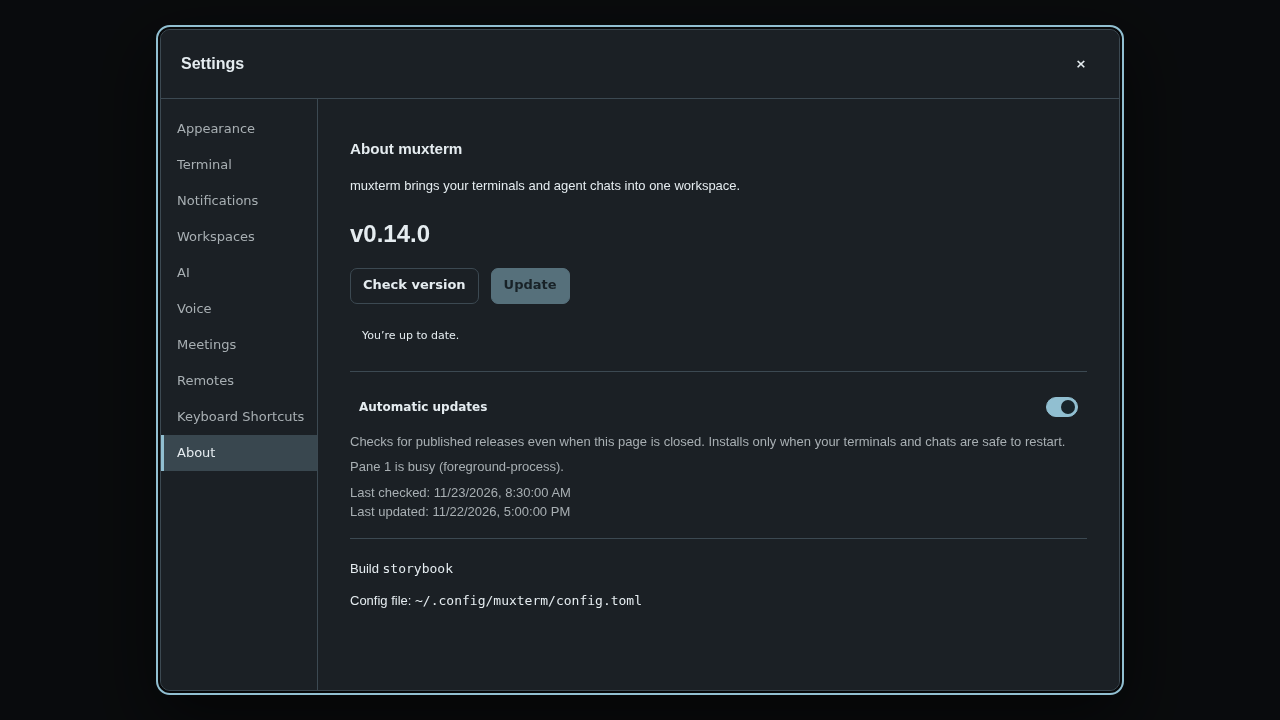 Settings
×
Appearance
Terminal
Notifications
Workspaces
AI
Voice
Meetings
Remotes
Keyboard Shortcuts
About
About muxterm
muxterm brings your terminals and agent chats into one workspace.
v0.14.0
Check version
Update
You’re up to date.
Automatic updates
Checks for published releases even when this page is closed. Installs only when your terminals and chats are safe to restart.
Pane 1 is busy (foreground-process).
Last checked: 11/23/2026, 8:30:00 AM
Last updated: 11/22/2026, 5:00:00 PM
Build storybook
Config file: ~/.config/muxterm/config.toml